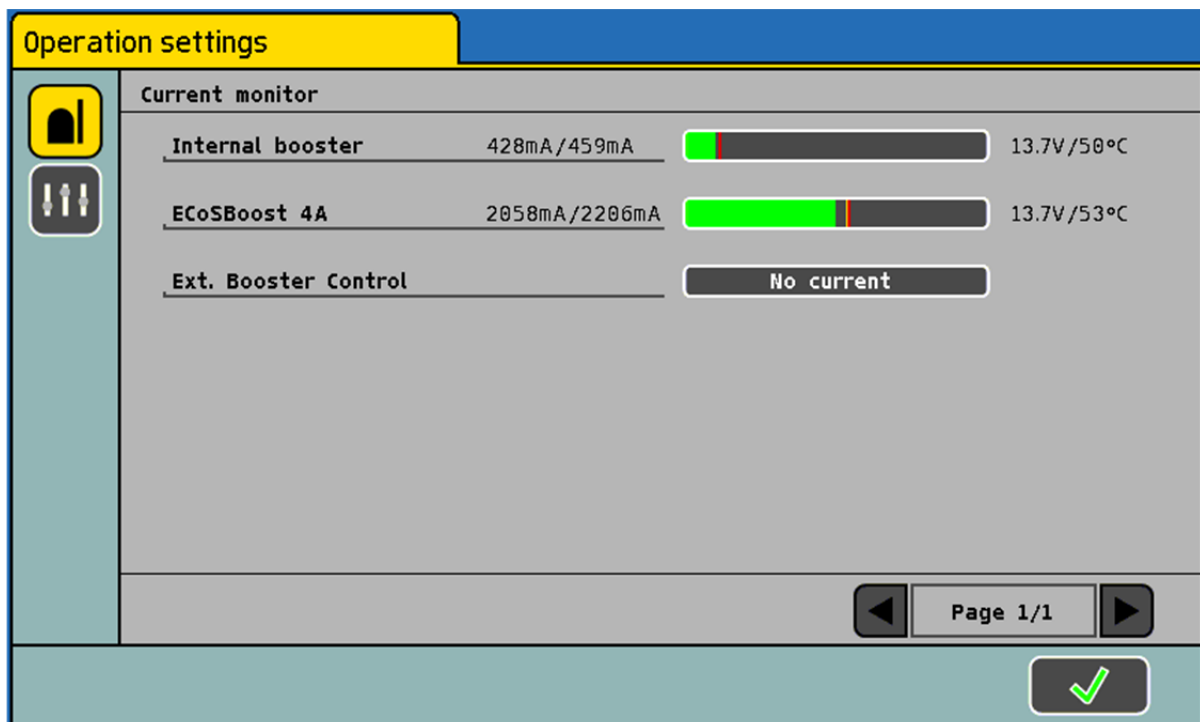 Operation settings
Current monitor
Internal booster 428mA/459mA 13.7V/50°C
ECoSBoost 4A 2058mA/2206mA 13.7V/53°C
Ext. Booster Control No current
Page 1/1